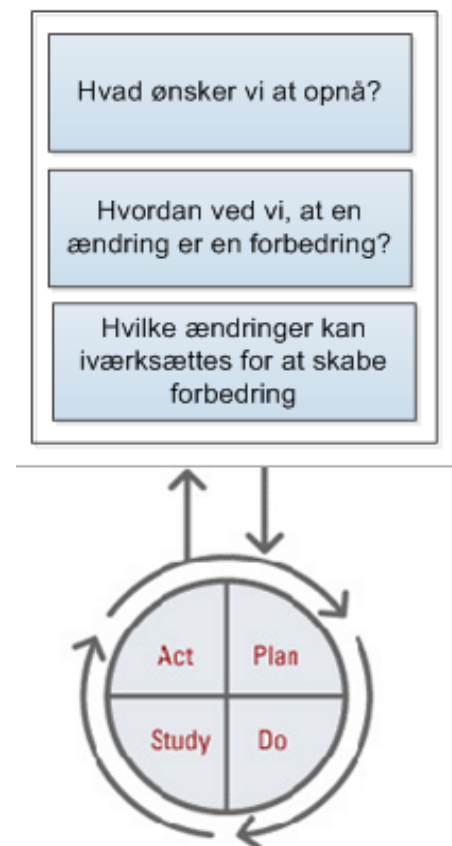 Hvad ønsker vi at opnå?
Hvordan ved vi, at en
ændring er en forbedring?
Hvilke ændringer kan
iværksættes for at skabe
forbedring
Act
Plan
Study
Do